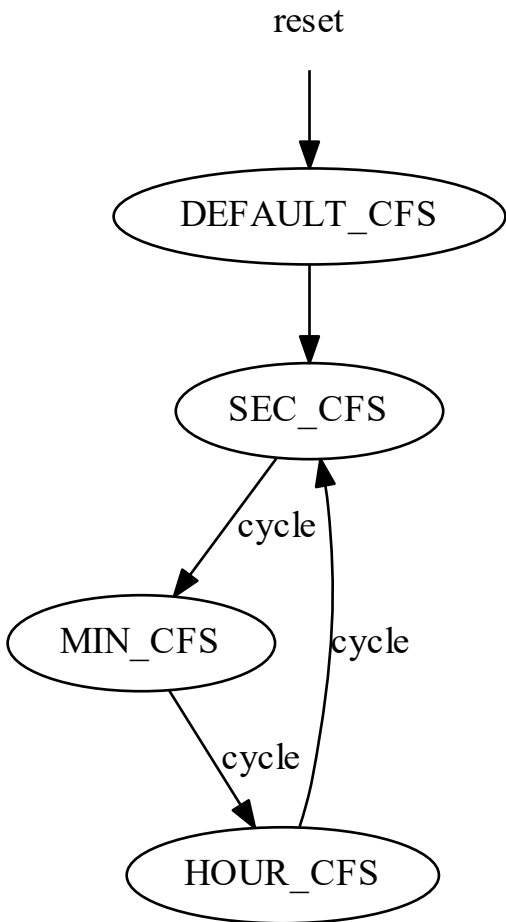 reset
DEFAULT_CFS
SEC_CFS
cycle
MIN_CFS
cycle
cycle
HOUR_CFS